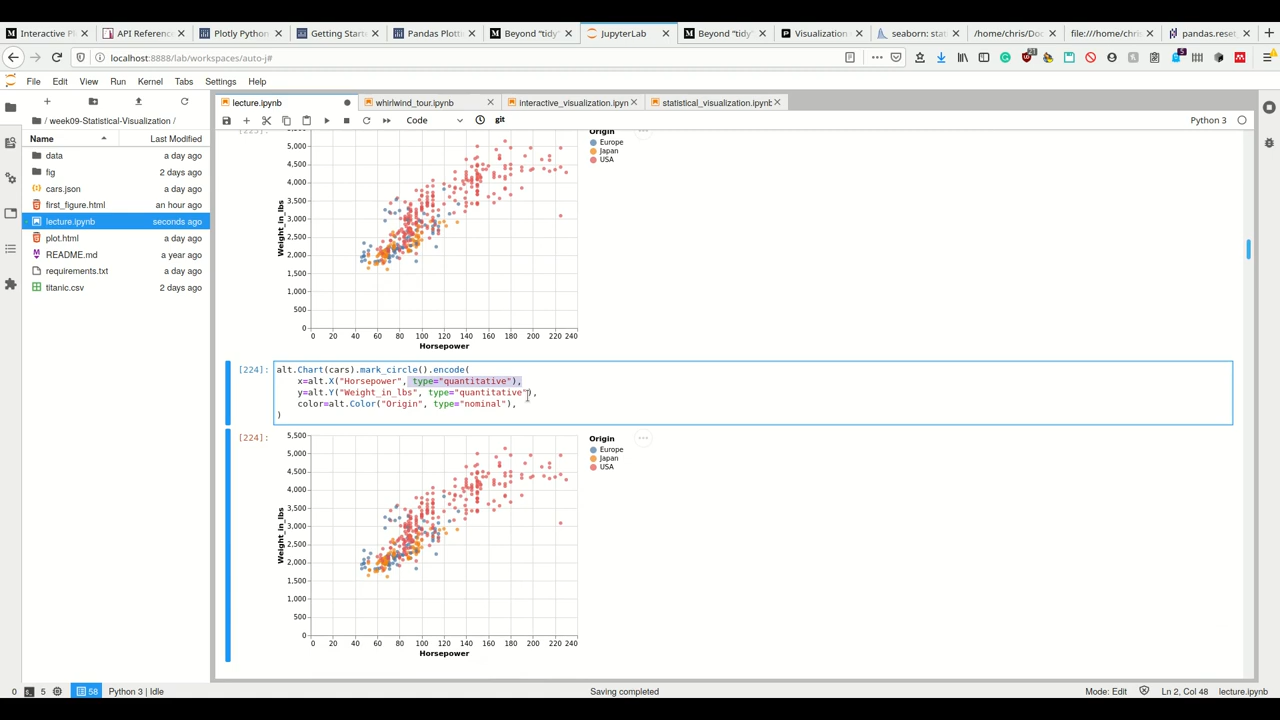 Interactive Pl
API Referenc
Plotly Python
Getting Starte
Pandas Plotti
Beyond "tidy"
JupyterLab
Beyond "tidy"
Visualization
seaborn: stat
/home/chris/Doc
file:///home/chris
pandas.reset
localhost:8888/lab/workspaces/auto-j#
File Edit View Run Kernel Tabs Settings Help
/ week09-Statistical-Visualization /
Name Last Modified
data a day ago
fig 2 days ago
cars.json a day ago
first_figure.html an hour ago
lecture.ipynb seconds ago
plot.html a day ago
README.md a year ago
requirements.txt a day ago
titanic.csv 2 days ago
lecture.ipynb
whirlwind_tour.ipynb
interactive_visualization.ipyn
statistical_visualization.ipynb
Code
git
Python 3
Origin
Europe
Japan
USA
5,000
4,500
4,000
3,500
3,000
2,500
2,000
1,500
1,000
500
0
Weight_in_lbs
0 20 40 60 80 100 120 140 160 180 200 220 240
Horsepower
[224]:
alt.Chart(cars).mark_circle().encode(
x=alt.X("Horsepower", type="quantitative"),
y=alt.Y("Weight_in_lbs", type="quantitative"),
color=alt.Color("Origin", type="nominal"),
)
[224]:
Origin
Europe
Japan
USA
5,500
5,000
4,500
4,000
3,500
3,000
2,500
2,000
1,500
1,000
500
0
Weight_in_lbs
0 20 40 60 80 100 120 140 160 180 200 220 240
Horsepower
0 5 58 Python 3 | Idle
Saving completed
Mode: Edit
Ln 2, Col 48
lecture.ipynb